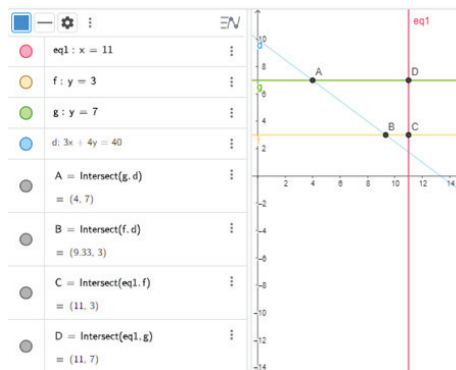 eq1 : x = 11
f : y = 3
g : y = 7
d: 3x + 4y = 40
A = Intersect(g, d)
= (4, 7)
B = Intersect(f, d)
= (9.33, 3)
C = Intersect(eq1, f)
= (11, 3)
D = Intersect(eq1, g)
= (11, 7)
eq1
10
d
A
D
8
g
6
4
B
C
f
2
2 4 6 8 10 12 14
-2
-4
-6
-8
-10
-12
-14